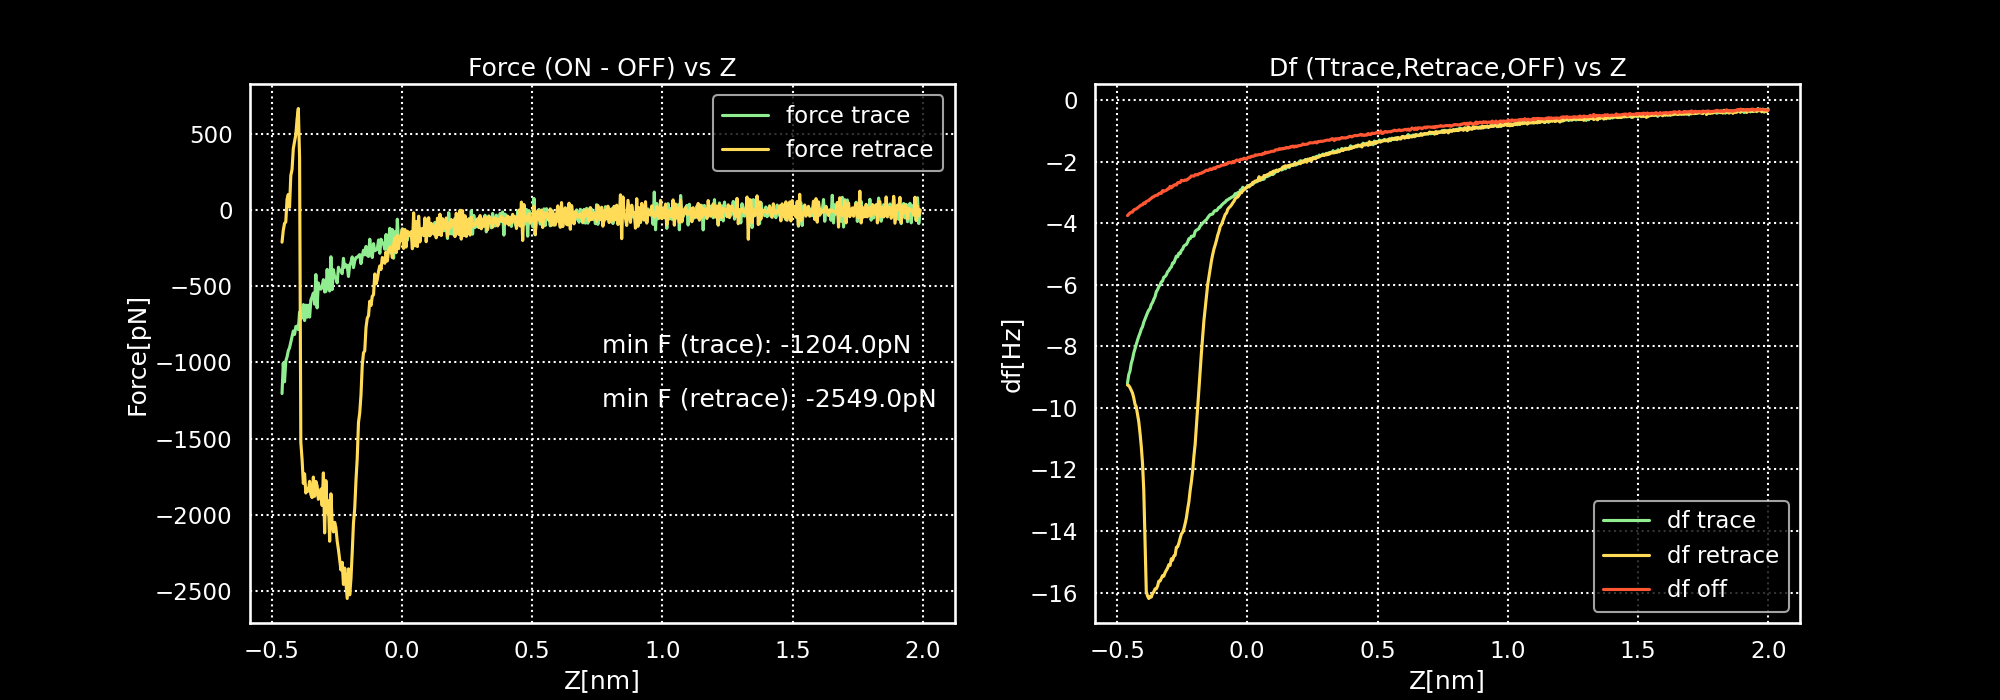 Force (ON - OFF) vs Z
force trace
force retrace
500
0
−500
−1000
−1500
−2000
−2500
Force[pN]
min F (trace): -1204.0pN
min F (retrace): -2549.0pN
−0.5 0.0 0.5 1.0 1.5 2.0
Z[nm]
Df (Ttrace,Retrace,OFF) vs Z
0
−2
−4
−6
−8
−10
−12
−14
−16
df[Hz]
df trace
df retrace
df off
−0.5 0.0 0.5 1.0 1.5 2.0
Z[nm]